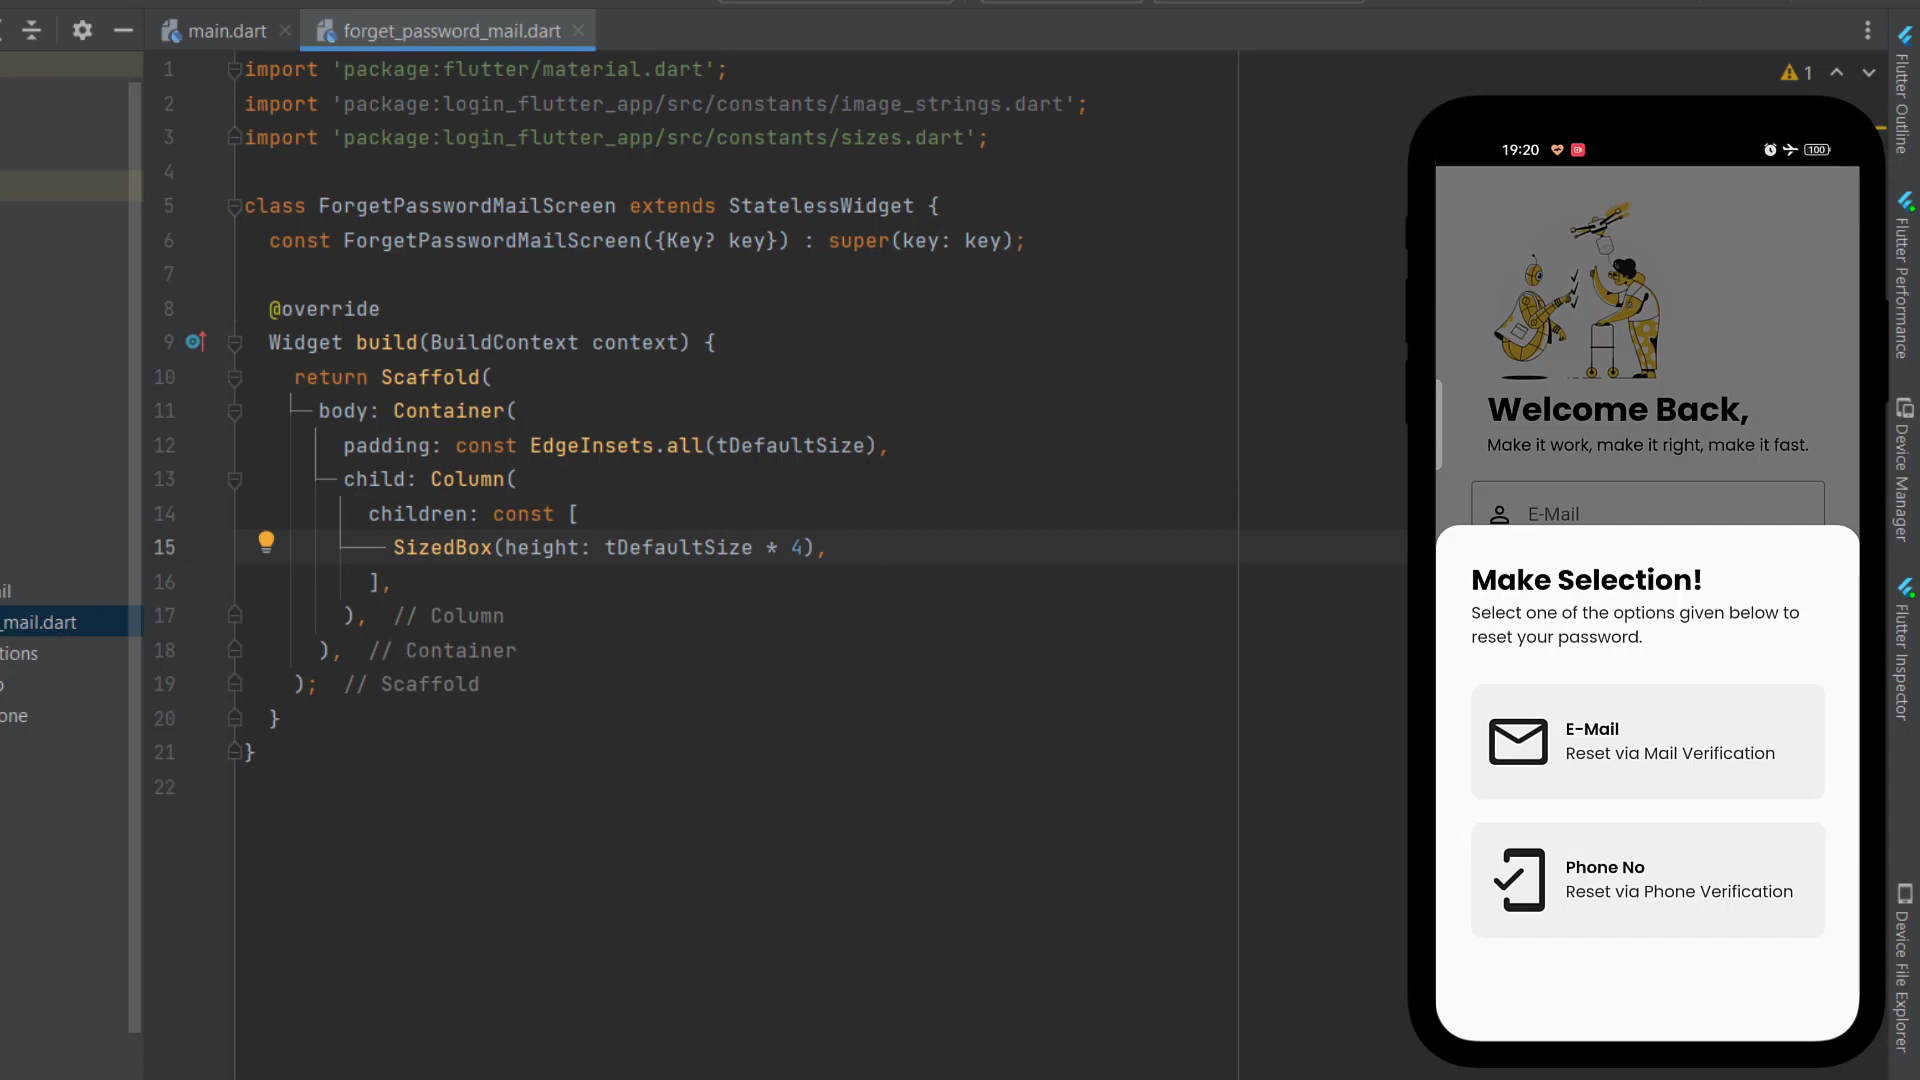 main.dart
forget_password_mail.dart
1 import 'package:flutter/material.dart';
2 import 'package:login_flutter_app/src/constants/image_strings.dart';
3 import 'package:login_flutter_app/src/constants/sizes.dart';
4
5 class ForgetPasswordMailScreen extends StatelessWidget {
6 const ForgetPasswordMailScreen({Key? key}) : super(key: key);
7
8 @override
9 Widget build(BuildContext context) {
10 return Scaffold(
11 body: Container(
12 padding: const EdgeInsets.all(tDefaultSize),
13 child: Column(
14 children: const [
15 SizedBox(height: tDefaultSize * 4),
16 ],
17 ), // Column
18 ), // Container
19 ); // Scaffold
20 }
21 }
22
il
_mail.dart
tions
o
one
1
19:20
100
Welcome Back,
Make it work, make it right, make it fast.
E-Mail
Make Selection!
Select one of the options given below to
reset your password.
E-Mail
Reset via Mail Verification
Phone No
Reset via Phone Verification
Flutter Outline
Flutter Performance
Device Manager
Flutter Inspector
Device File Explorer